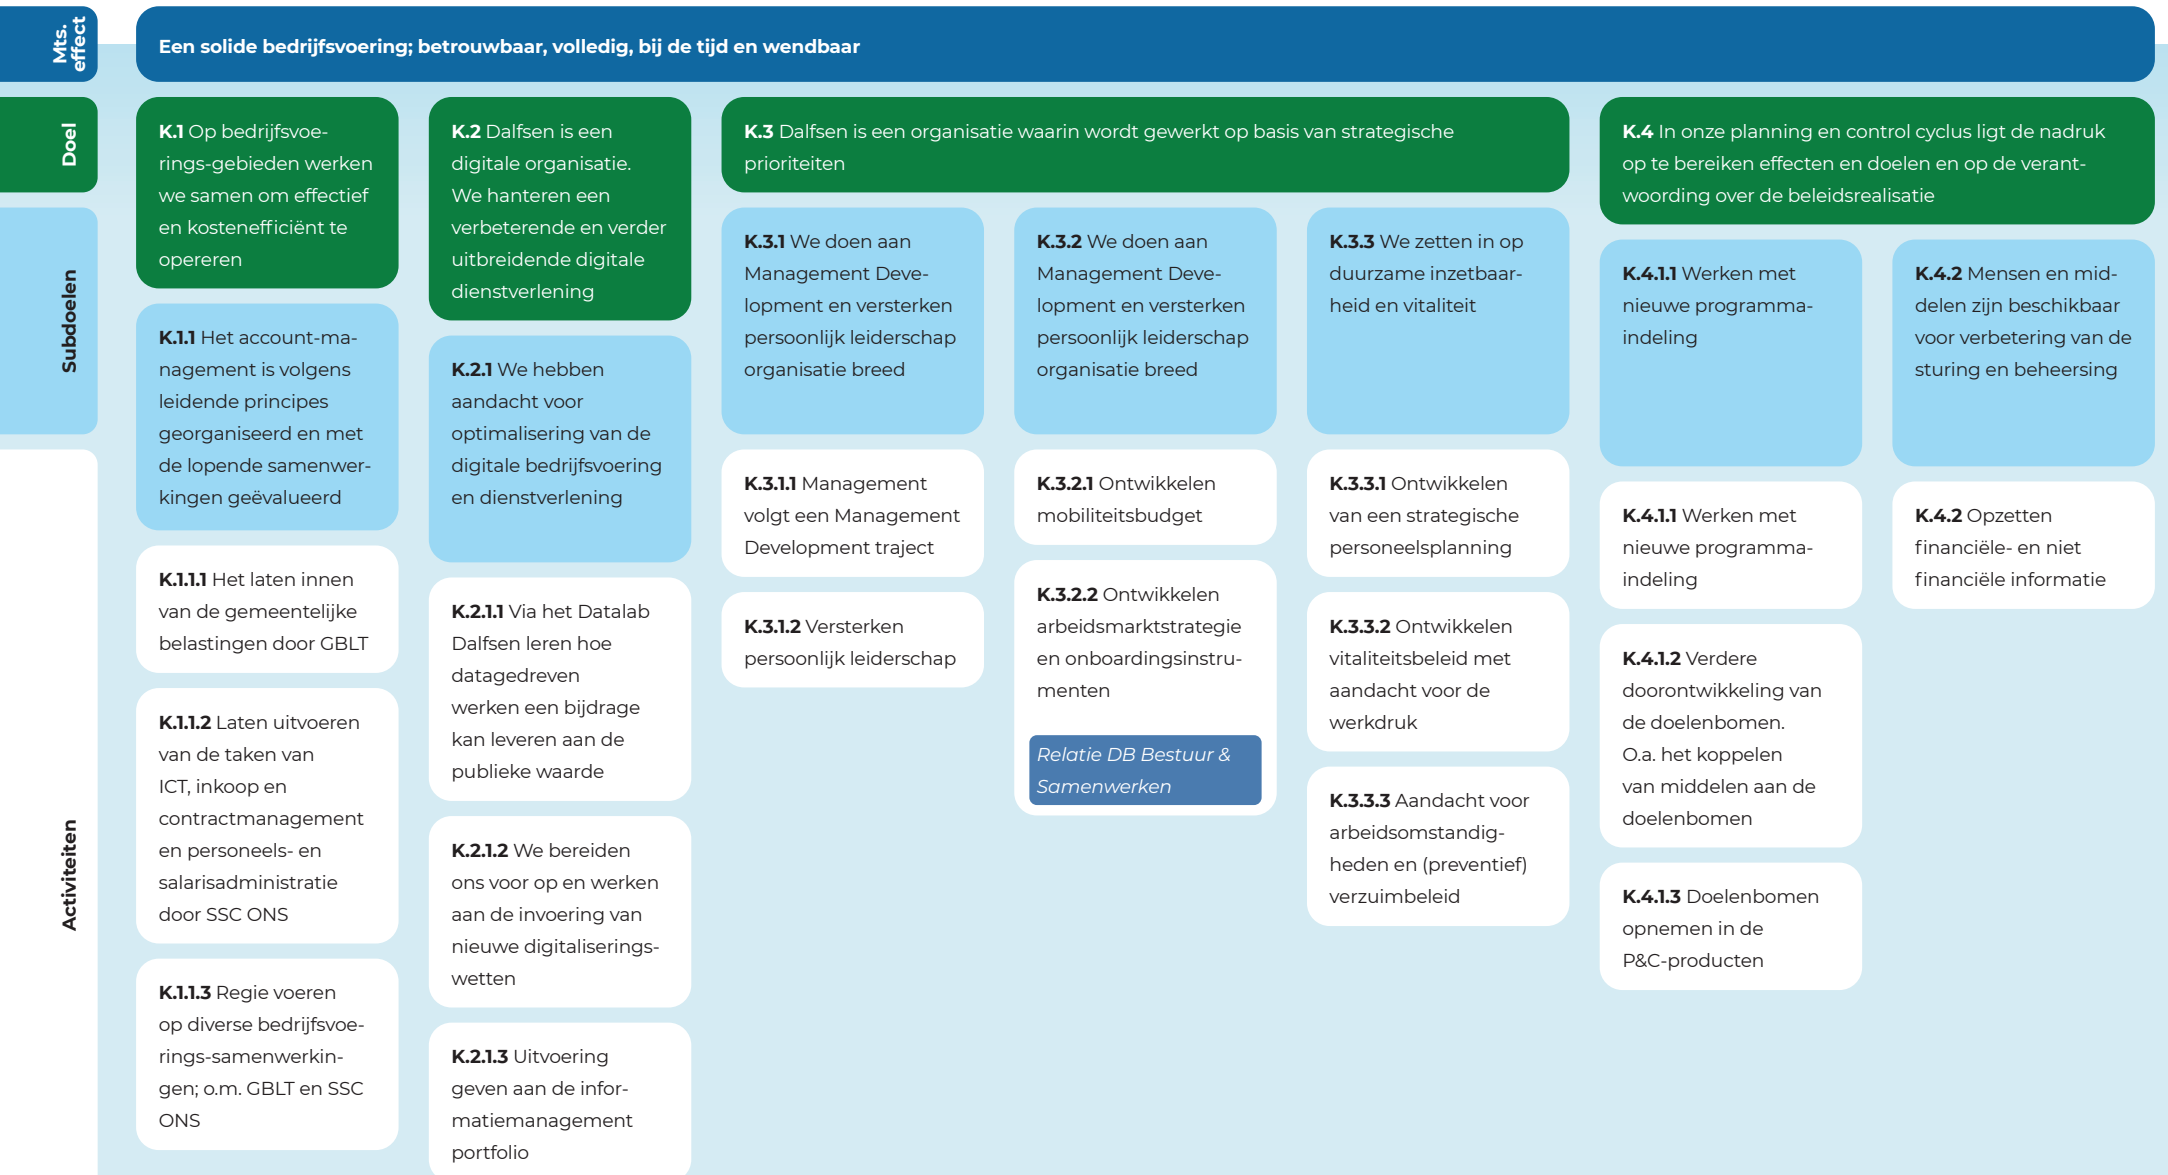 Mts.
effect
Een solide bedrijfsvoering; betrouwbaar, volledig, bij de tijd en wendbaar
Doel
K.1 Op bedrijfsvoe-
rings-gebieden werken
we samen om effectief
en kostenefficiënt te
opereren
K.2 Dalfsen is een
digitale organisatie.
We hanteren een
verbeterende en verder
uitbreidende digitale
dienstverlening
K.3 Dalfsen is een organisatie waarin wordt gewerkt op basis van strategische
prioriteiten
K.4 In onze planning en control cyclus ligt de nadruk
op te bereiken effecten en doelen en op de verant-
woording over de beleidsrealisatie
Subdoelen
K.1.1 Het account-ma-
nagement is volgens
leidende principes
georganiseerd en met
de lopende samenwer-
kingen geëvalueerd
K.2.1 We hebben
aandacht voor
optimalisering van de
digitale bedrijfsvoering
en dienstverlening
K.3.1 We doen aan
Management Deve-
lopment en versterken
persoonlijk leiderschap
organisatie breed
K.3.2 We doen aan
Management Deve-
lopment en versterken
persoonlijk leiderschap
organisatie breed
K.3.3 We zetten in op
duurzame inzetbaar-
heid en vitaliteit
K.4.1.1 Werken met
nieuwe programma-
indeling
K.4.2 Mensen en mid-
delen zijn beschikbaar
voor verbetering van de
sturing en beheersing
Activiteiten
K.1.1.1 Het laten innen
van de gemeentelijke
belastingen door GBLT
K.1.1.2 Laten uitvoeren
van de taken van
ICT, inkoop en
contractmanagement
en personeels- en
salarisadministratie
door SSC ONS
K.1.1.3 Regie voeren
op diverse bedrijfsvoe-
rings-samenwerkin-
gen; o.m. GBLT en SSC
ONS
K.2.1.1 Via het Datalab
Dalfsen leren hoe
datagedreven
werken een bijdrage
kan leveren aan de
publieke waarde
K.2.1.2 We bereiden
ons voor op en werken
aan de invoering van
nieuwe digitaliserings-
wetten
K.2.1.3 Uitvoering
geven aan de infor-
matiemanagement
portfolio
K.3.1.1 Management
volgt een Management
Development traject
K.3.1.2 Versterken
persoonlijk leiderschap
K.3.2.1 Ontwikkelen
mobiliteitsbudget
K.3.2.2 Ontwikkelen
arbeidsmarktstrategie
en onboardingsinstru-
menten
Relatie DB Bestuur &
Samenwerken
K.3.3.1 Ontwikkelen
van een strategische
personeelsplanning
K.3.3.2 Ontwikkelen
vitaliteitsbeleid met
aandacht voor de
werkdruk
K.3.3.3 Aandacht voor
arbeidsomstandig-
heden en (preventief)
verzuimbeleid
K.4.1.1 Werken met
nieuwe programma-
indeling
K.4.1.2 Verdere
doorontwikkeling van
de doelenbomen.
O.a. het koppelen
van middelen aan de
doelenbomen
K.4.1.3 Doelenbomen
opnemen in de
P&C-producten
K.4.2 Opzetten
financiële- en niet
financiële informatie